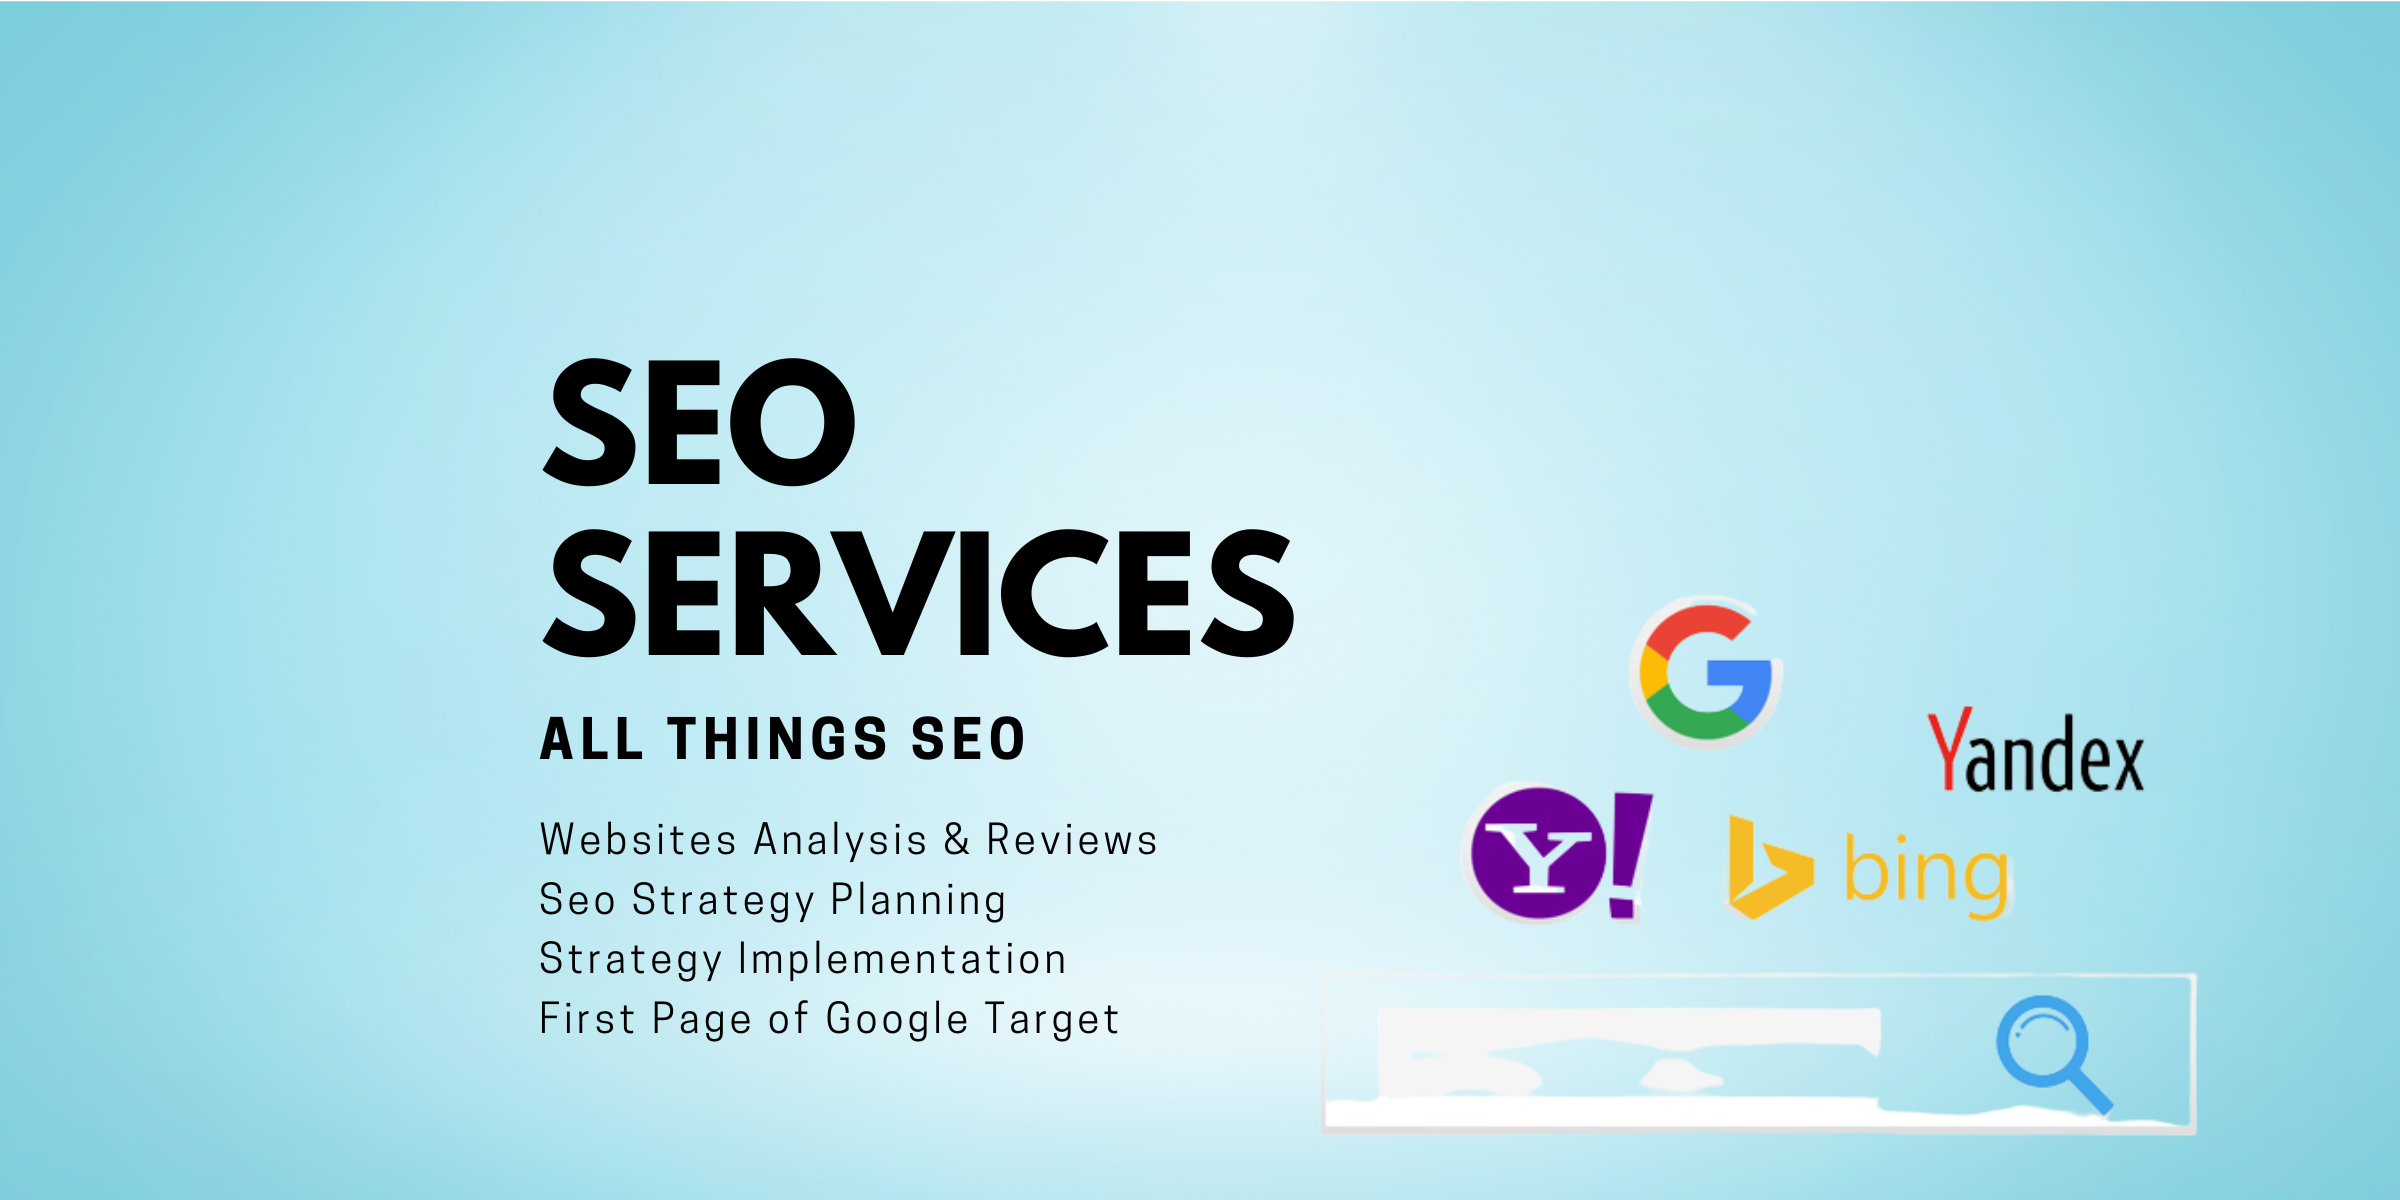 SEO
SERVICES
ALL THINGS SEO
Websites Analysis & Reviews
Seo Strategy Planning
Strategy Implementation
First Page of Google Target
G
Yandex
Y!
bing